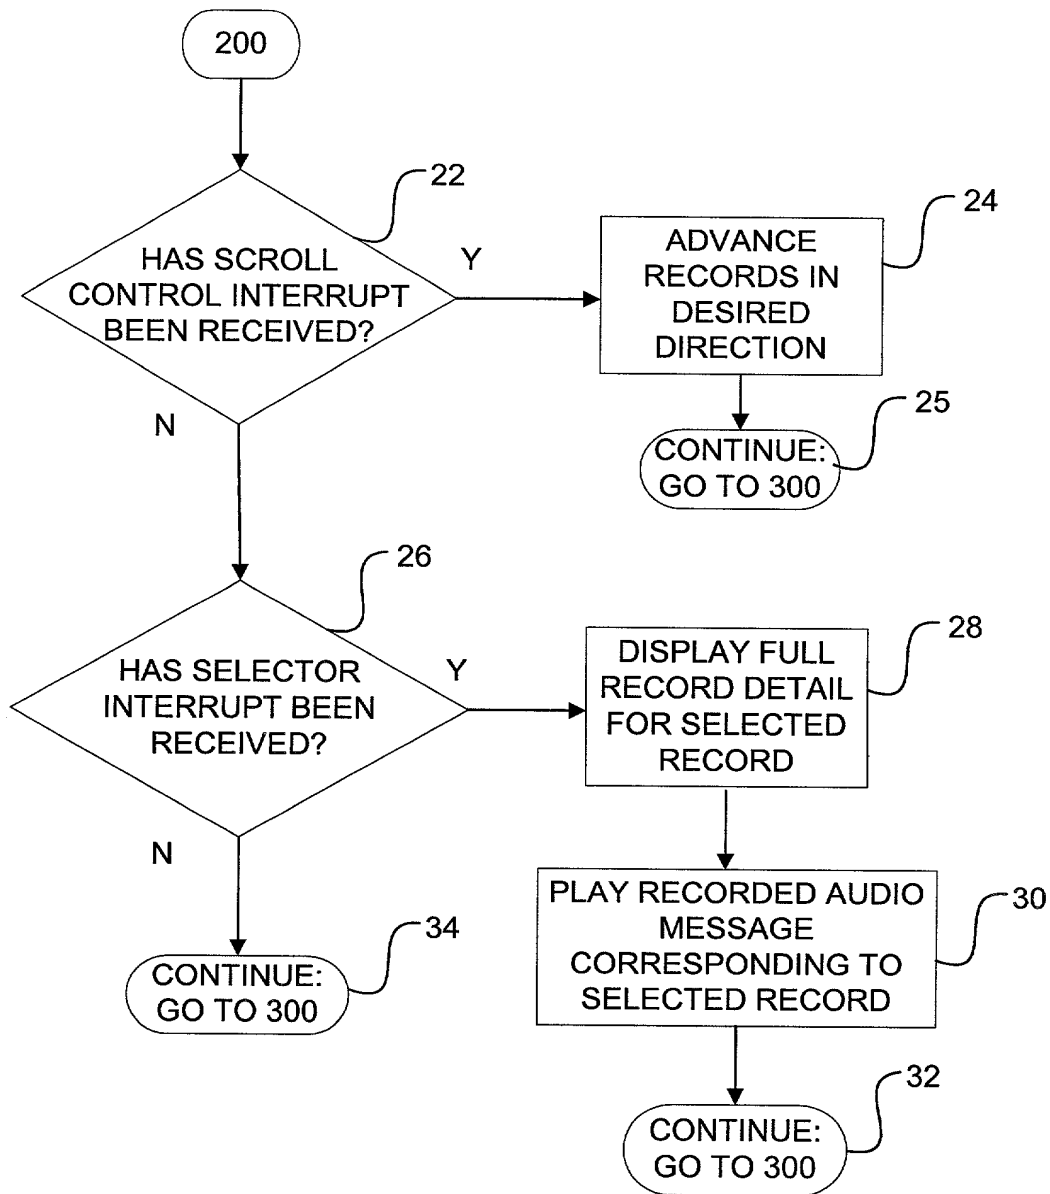 200
22
HAS SCROLL
CONTROL INTERRUPT
BEEN RECEIVED?
Y
24
ADVANCE
RECORDS IN
DESIRED
DIRECTION
N
25
CONTINUE:
GO TO 300
26
HAS SELECTOR
INTERRUPT BEEN
RECEIVED?
Y
28
DISPLAY FULL
RECORD DETAIL
FOR SELECTED
RECORD
N
30
PLAY RECORDED AUDIO
MESSAGE
CORRESPONDING TO
SELECTED RECORD
34
CONTINUE:
GO TO 300
32
CONTINUE:
GO TO 300